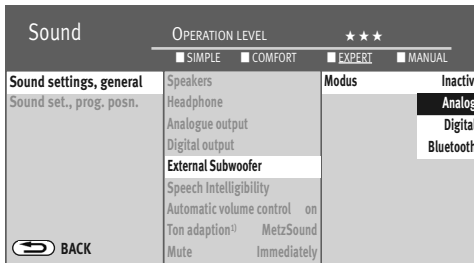 Sound
OPERATION LEVEL ★★★
SIMPLE COMFORT EXPERT MANUAL
Sound settings, general
Sound set., prog. posn.
BACK
Speakers
Headphone
Analogue output
Digital output
External Subwoofer
Speech Intelligibility
Automatic volume control on
Ton adaption¹⁾ MetzSound
Mute Immediately
Modus Inactiv
Analog
Digital
Bluetooth